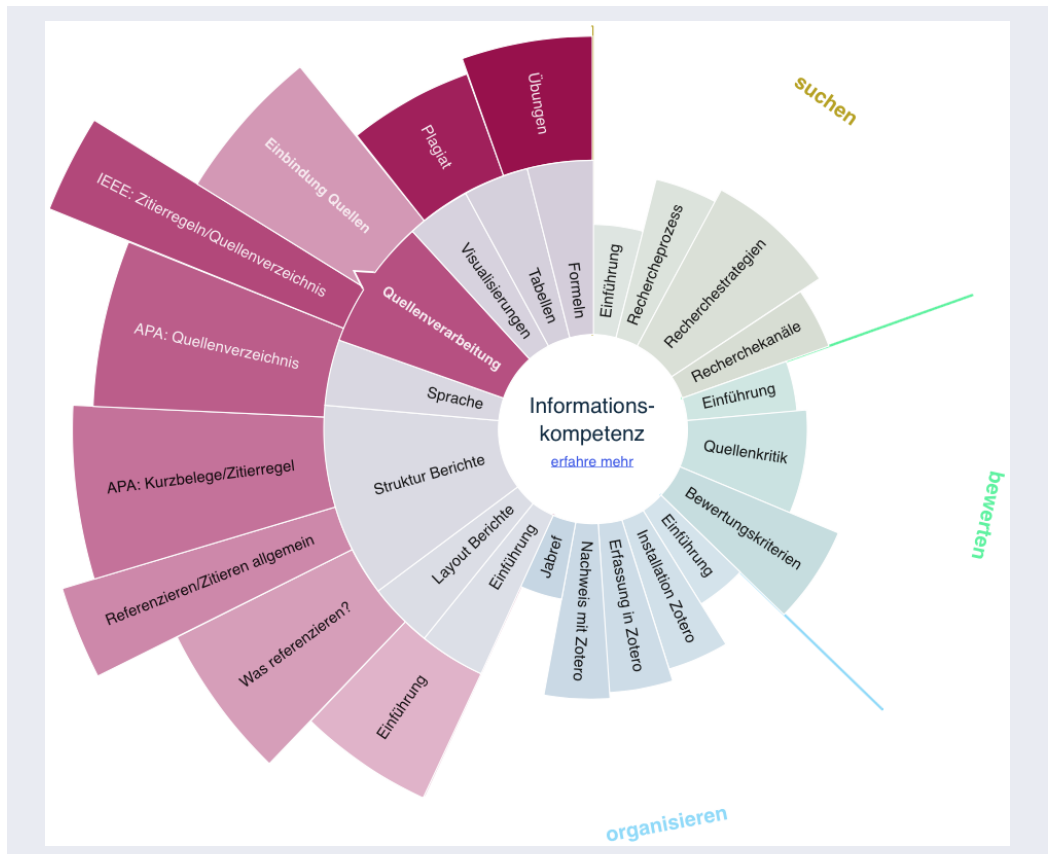 Informations-
kompetenz
erfahre mehr
suchen
Einführung
Rechercheprozess
Recherchestrategien
Recherchekanäle
bewerten
Einführung
Quellenkritik
Bewertungskriterien
organisieren
Einführung
Installation Zotero
Erfassung in Zotero
Nachweis mit Zotero
Jabref
Einführung
Layout Berichte
Struktur Berichte
Sprache
Quellenverarbeitung
Visualisierungen
Tabellen
Formeln
Einführung
Was referenzieren?
Referenzieren/Zitieren allgemein
APA: Kurzbelege/Zitierregel
APA: Quellenverzeichnis
IEEE: Zitierregeln/Quellenverzeichnis
Einbindung Quellen
Plagiat
Übungen